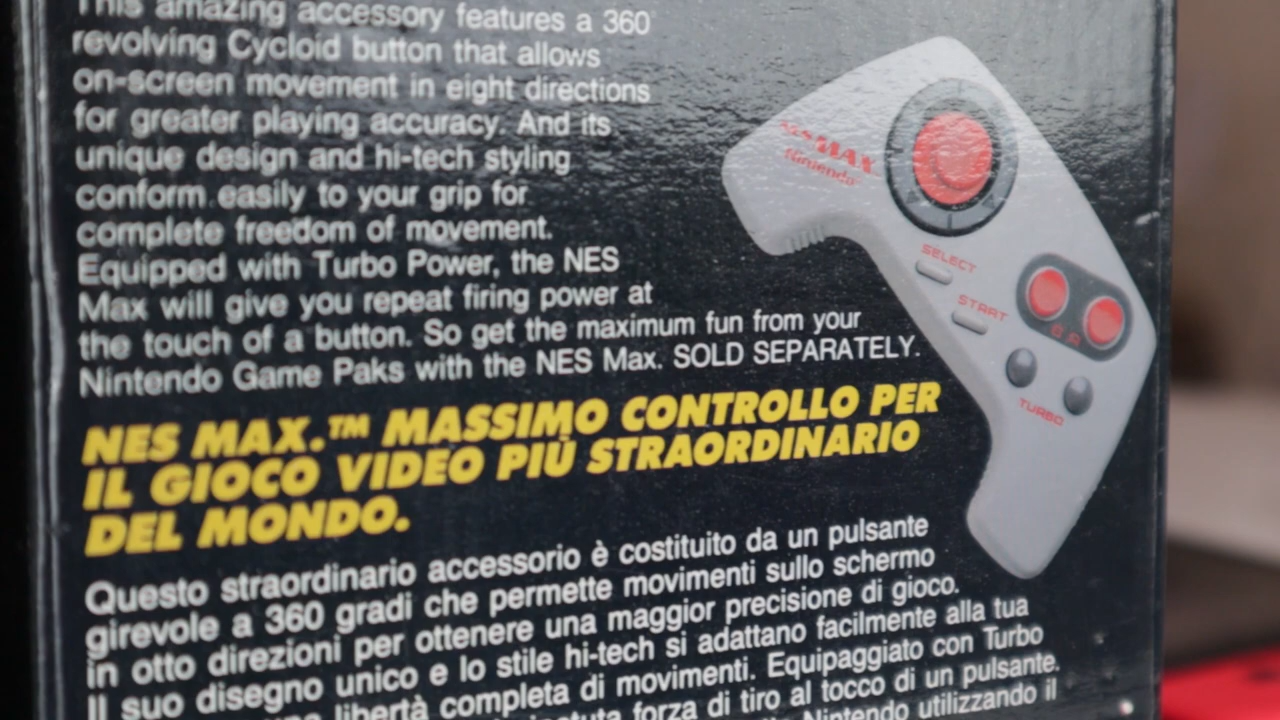 This amazing accessory features a 360
revolving Cycloid button that allows
on-screen movement in eight directions
for greater playing accuracy. And its
unique design and hi-tech styling
conform easily to your grip for
complete freedom of movement.
Equipped with Turbo Power, the NES
Max will give you repeat firing power at
the touch of a button. So get the maximum fun from your
Nintendo Game Paks with the NES Max. SOLD SEPARATELY.
NES MAX
Nintendo
SELECT
START
B A
TURBO
NES MAX.™ MASSIMO CONTROLLO PER
IL GIOCO VIDEO PIÙ STRAORDINARIO
DEL MONDO.
Questo straordinario accessorio è costituito da un pulsante
girevole a 360 gradi che permette movimenti sullo schermo
in otto direzioni per ottenere una maggior precisione di gioco.
Il suo disegno unico e lo stile hi-tech si adattano facilmente alla tua
libertà completa di movimenti. Equipaggiato con Turbo
forza di tiro al tocco di un pulsante.
Nintendo utilizzando il